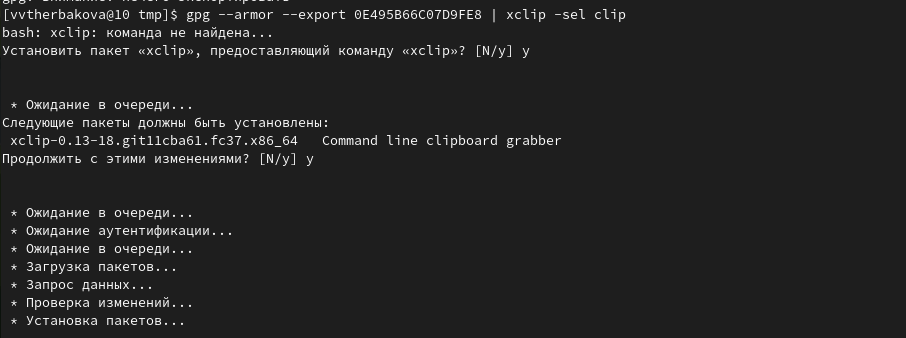 [vvtherbakova@10 tmp]$ gpg --armor --export 0E495B66C07D9FE8 | xclip -sel clip
bash: xclip: команда не найдена...
Установить пакет «xclip», предоставляющий команду «xclip»? [N/y] y
* Ожидание в очереди...
Следующие пакеты должны быть установлены:
xclip-0.13-18.git11cba61.fc37.x86_64 Command line clipboard grabber
Продолжить с этими изменениями? [N/y] y
* Ожидание в очереди...
* Ожидание аутентификации...
* Ожидание в очереди...
* Загрузка пакетов...
* Запрос данных...
* Проверка изменений...
* Установка пакетов...